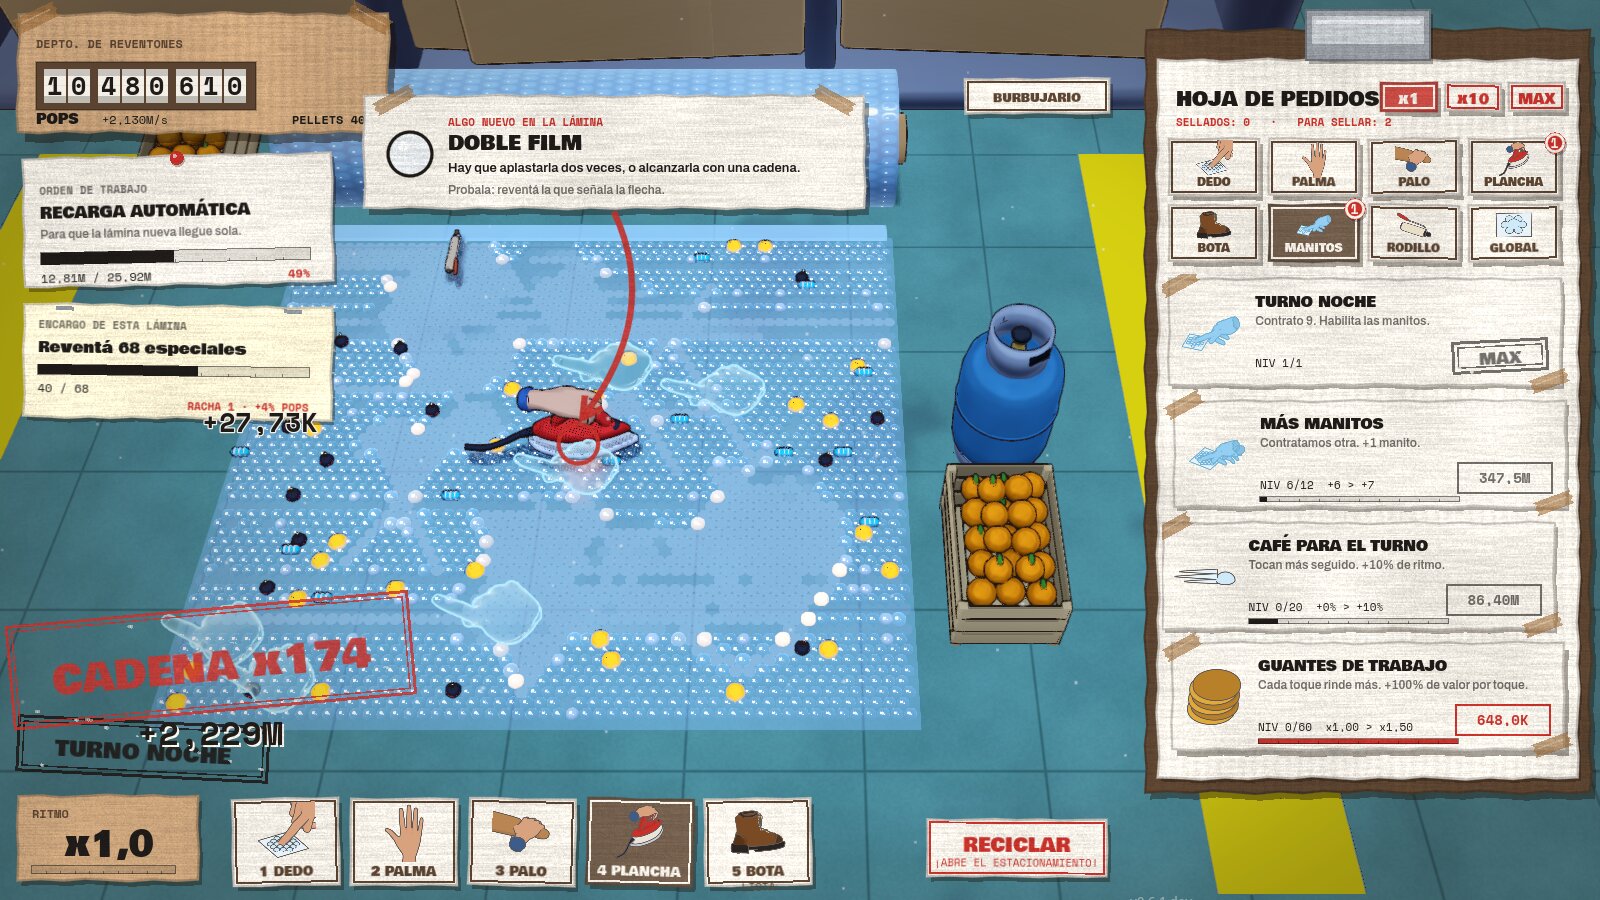 DEPTO. DE REVENTONES
10 480 610
POPS +2,130M/s PELLETS 40
ORDEN DE TRABAJO
RECARGA AUTOMÁTICA
Para que la lámina nueva llegue sola.
12,81M / 25,92M 49%
ENCARGO DE ESTA LÁMINA
Reventá 68 especiales
40 / 68
RACHA 1 · +4% POPS
+27,73K
ALGO NUEVO EN LA LÁMINA
DOBLE FILM
Hay que aplastarla dos veces, o alcanzarla con una cadena.
Probala: reventá la que señala la flecha.
BURBUJARIO
CADENA x174
+2,229M
TURNO NOCHE
RITMO
x1,0
1 DEDO
2 PALMA
3 PALO
4 PLANCHA
5 BOTA
RECICLAR
¡ABRE EL ESTACIONAMIENTO!
HOJA DE PEDIDOS
x1 x10 MAX
SELLADOS: 0 · PARA SELLAR: 2
DEDO
PALMA
PALO
PLANCHA
1
BOTA
MANITOS
1
RODILLO
GLOBAL
TURNO NOCHE
Contrato 9. Habilita las manitos.
NIV 1/1
MAX
MÁS MANITOS
Contratamos otra. +1 manito.
NIV 6/12 +6 > +7
347,5M
CAFÉ PARA EL TURNO
Tocan más seguido. +10% de ritmo.
NIV 0/20 +0% > +10%
86,40M
GUANTES DE TRABAJO
Cada toque rinde más. +100% de valor por toque.
NIV 0/60 x1,00 > x1,50
648,0K